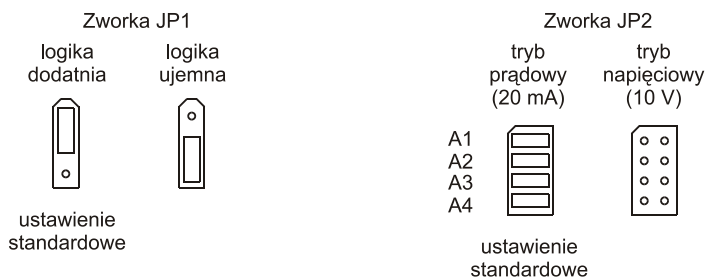 Zworka JP1
logika
dodatnia
logika
ujemna
ustawienie
standardowe
Zworka JP2
tryb
prądowy
(20 mA)
tryb
napięciowy
(10 V)
A1
A2
A3
A4
ustawienie
standardowe